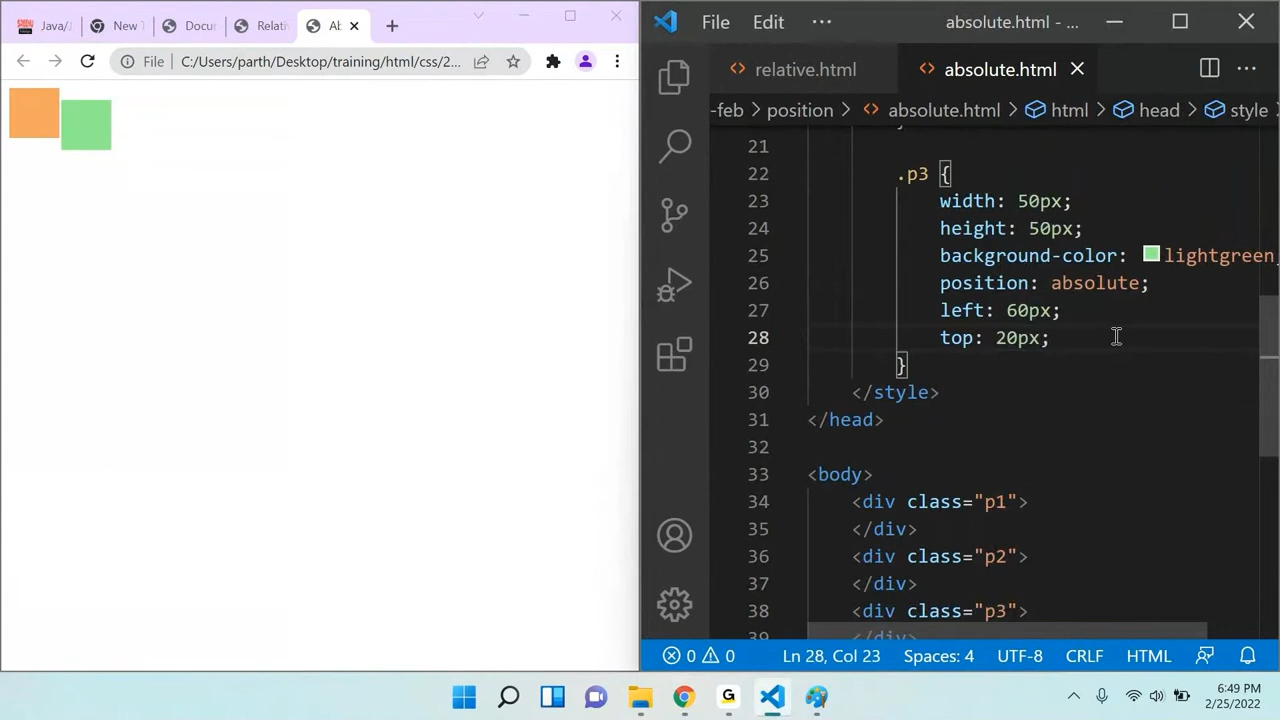 Java/J
New T
Docum
Relativ
Ab
File
C:/Users/parth/Desktop/training/html/css/2...
File Edit ...
absolute.html - ...
relative.html
absolute.html
-feb > position > absolute.html > html > head > style
21
22 .p3 {
23 width: 50px;
24 height: 50px;
25 background-color: lightgreen;
26 position: absolute;
27 left: 60px;
28 top: 20px;
29 }
30 </style>
31 </head>
32
33 <body>
34 <div class="p1">
35 </div>
36 <div class="p2">
37 </div>
38 <div class="p3">
39 </div>
0 0 Ln 28, Col 23 Spaces: 4 UTF-8 CRLF HTML
G
6:49 PM
2/25/2022